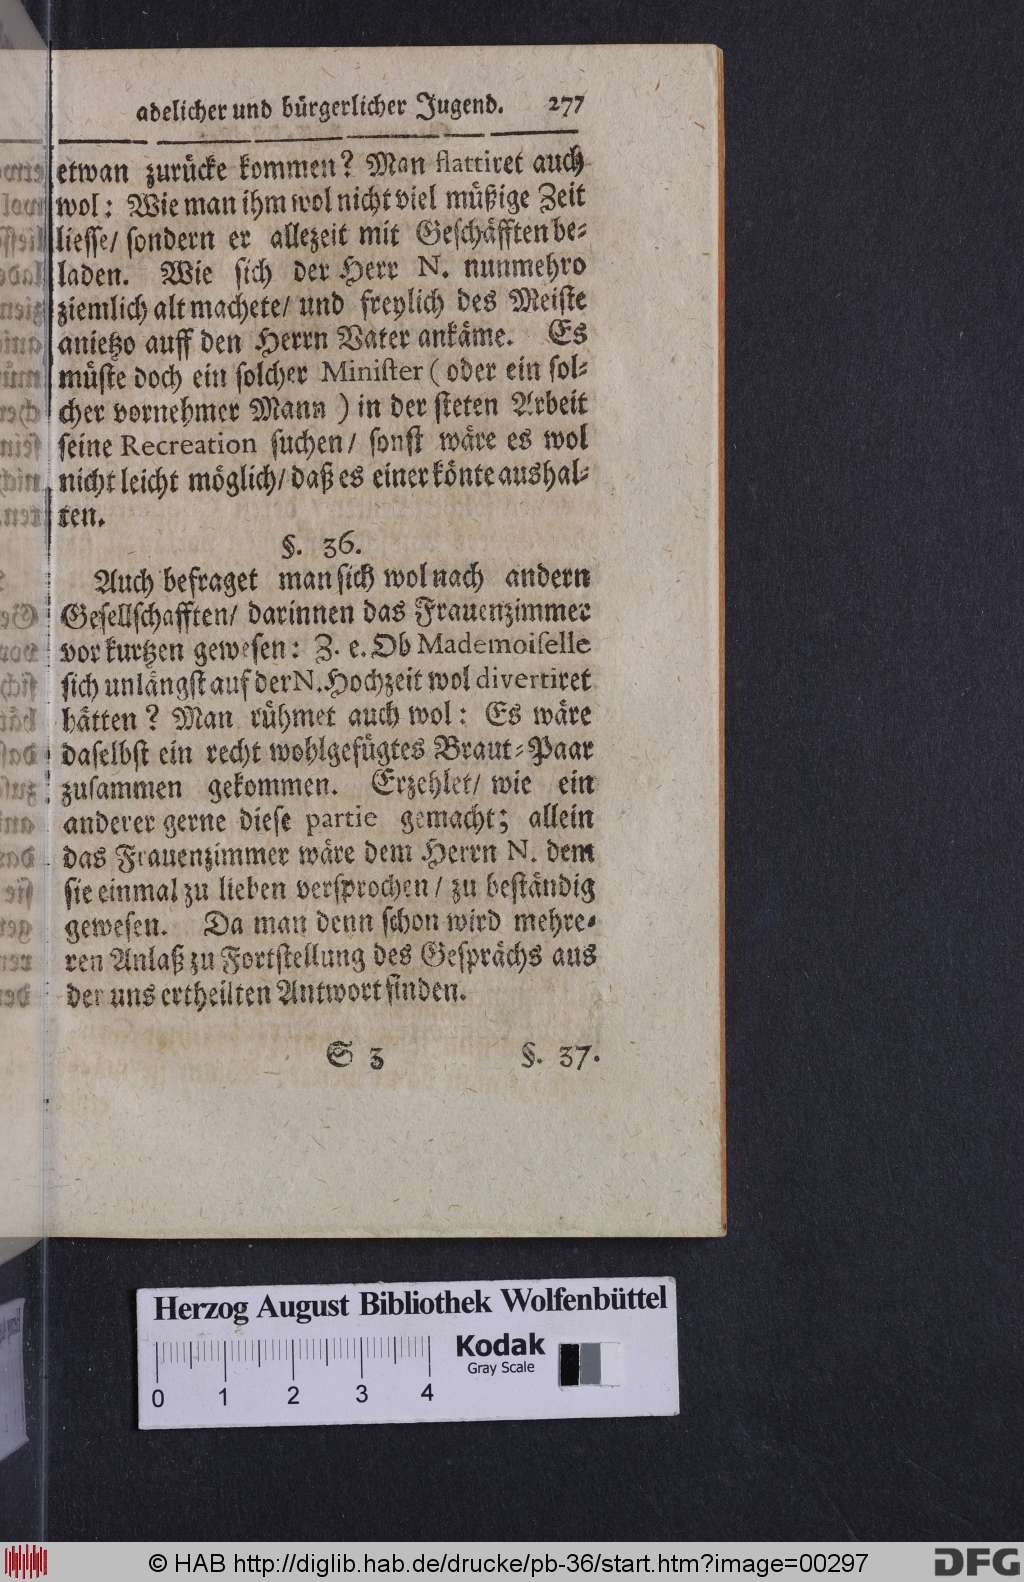 adelicher und bürgerlicher Jugend. 277
etwan zurücke kommen? Man flattiret auch
wol: Wie man ihm wol nicht viel müßige Zeit
liesse/ sondern er allezeit mit Geschäfften be-
laden. Wie sich der Herr N. nunmehro
ziemlich alt machete/ und freylich des Meiste
anietzo auff den Herrn Vater ankäme. Es
müste doch ein solcher Minister ( oder ein sol-
cher vornehmer Mann ) in der steten Arbeit
seine Recreation suchen/ sonst wäre es wol
nicht leicht möglich/ daß es einer könte aushal-
ten.
§. 36.
Auch befraget man sich wol nach andern
Gesellschafften/ darinnen das Frauenzimmer
vor kurtzen gewesen: Z. e. Ob Mademoiselle
sich unlängst auf der N. Hochzeit wol divertiret
hätten? Man rühmet auch wol: Es wäre
daselbst ein recht wohlgefügtes Braut-Paar
zusammen gekommen. Erzehlet/ wie ein
anderer gerne diese partie gemacht; allein
das Frauenzimmer wäre dem Herrn N. dem
sie einmal zu lieben versprochen/ zu beständig
gewesen. Da man denn schon wird mehre-
ren Anlaß zu Fortstellung des Gesprächs aus
der uns ertheilten Antwort finden.
S 3 §. 37.
Herzog August Bibliothek Wolfenbüttel
Kodak
Gray Scale
0 1 2 3 4
© HAB http://diglib.hab.de/drucke/pb-36/start.htm?image=00297
DFG